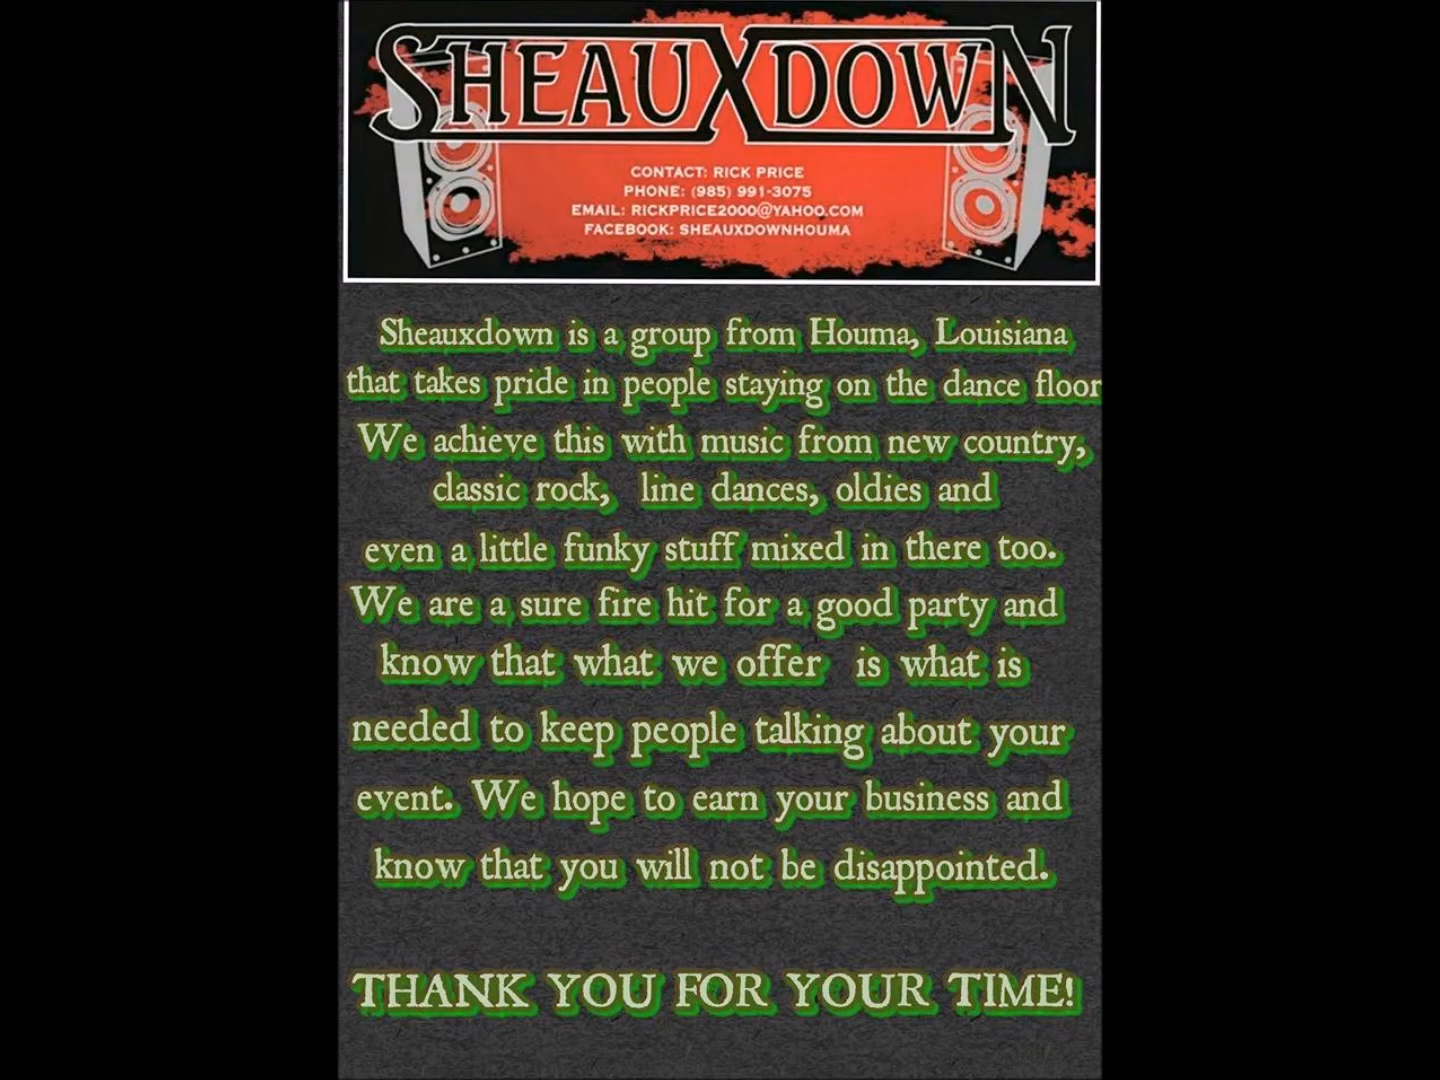 SHEAUXDOWN
CONTACT: RICK PRICE
PHONE: (985) 991-3075
EMAIL: RICKPRICE2000@YAHOO.COM
FACEBOOK: SHEAUXDOWNHOUMA
Sheauxdown is a group from Houma, Louisiana
that takes pride in people staying on the dance floor
We achieve this with music from new country,
classic rock, line dances, oldies and
even a little funky stuff mixed in there too.
We are a sure fire hit for a good party and
know that what we offer is what is
needed to keep people talking about your
event. We hope to earn your business and
know that you will not be disappointed.
THANK YOU FOR YOUR TIME!